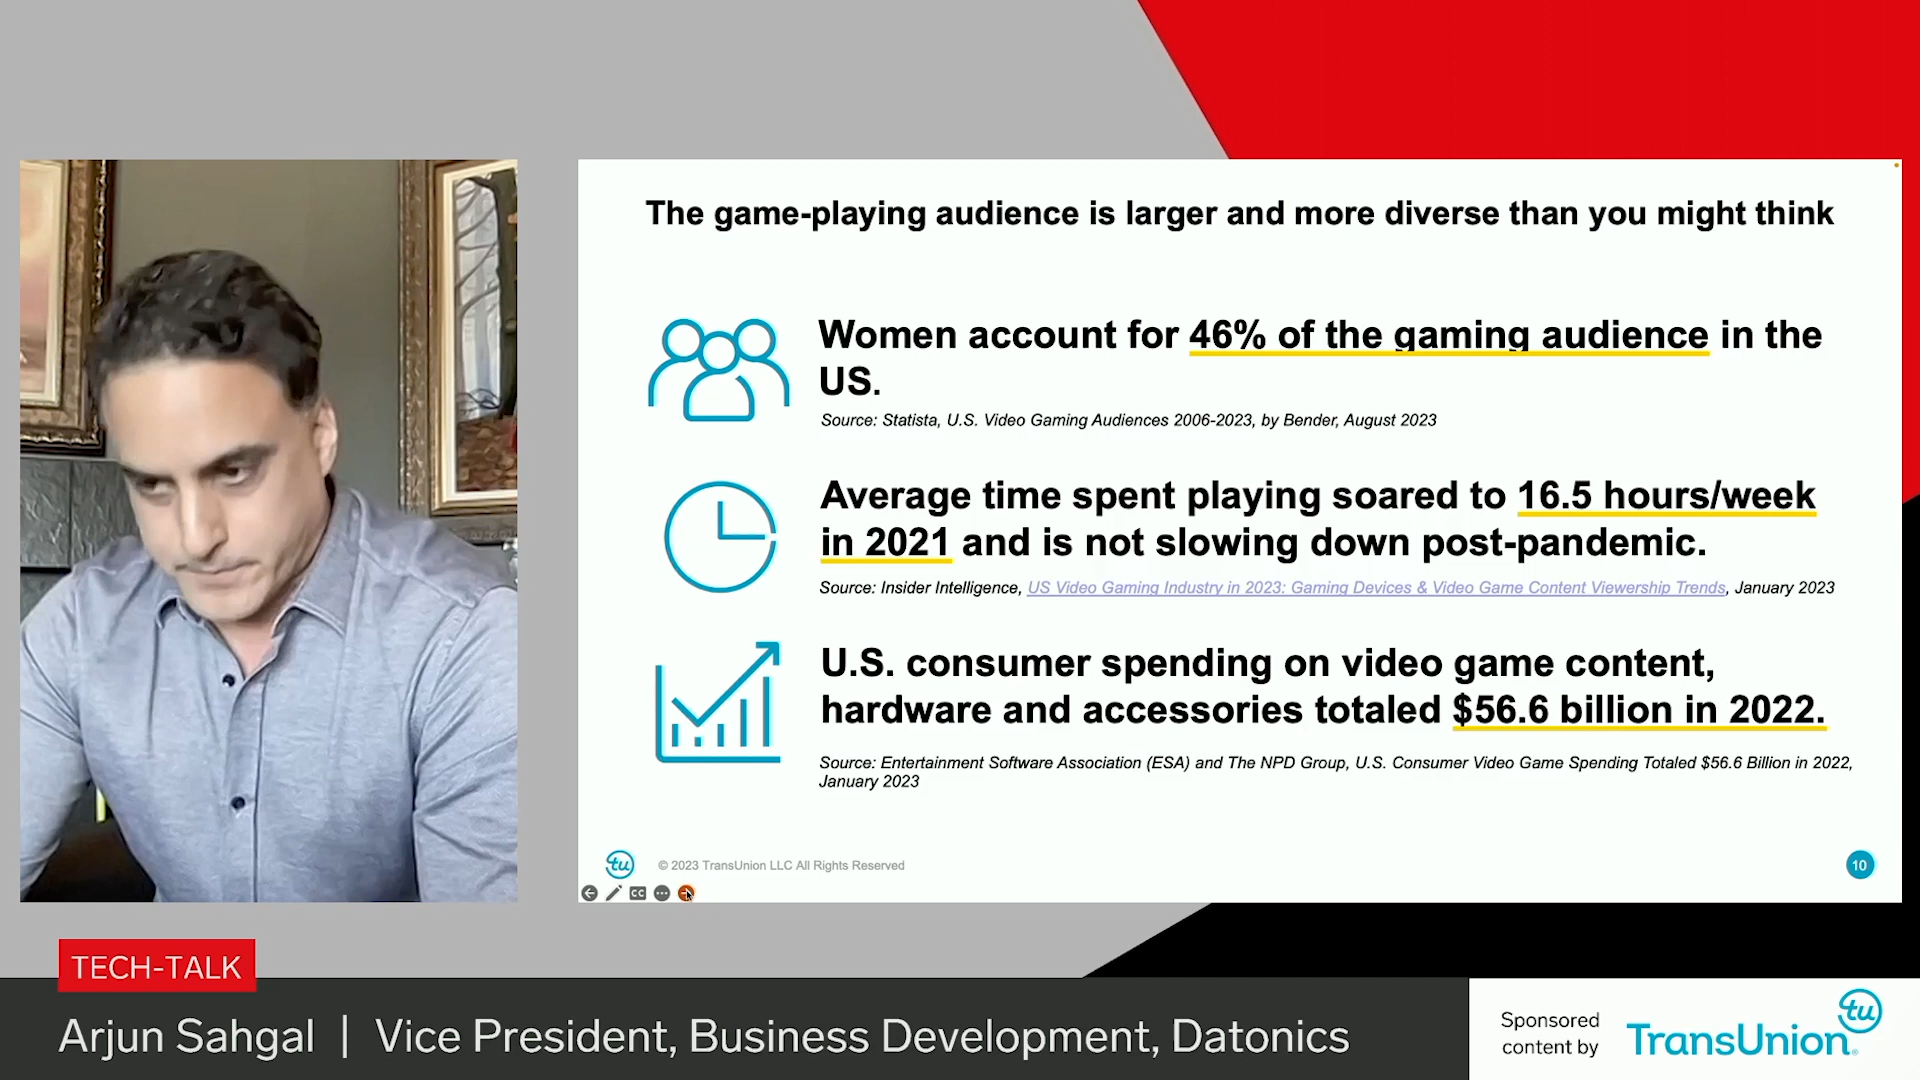 The game-playing audience is larger and more diverse than you might think
Women account for 46% of the gaming audience in the
US.
Source: Statista, U.S. Video Gaming Audiences 2006-2023, by Bender, August 2023
Average time spent playing soared to 16.5 hours/week
in 2021 and is not slowing down post-pandemic.
Source: Insider Intelligence, US Video Gaming Industry in 2023: Gaming Devices & Video Game Content Viewership Trends, January 2023
U.S. consumer spending on video game content,
hardware and accessories totaled $56.6 billion in 2022.
Source: Entertainment Software Association (ESA) and The NPD Group, U.S. Consumer Video Game Spending Totaled $56.6 Billion in 2022,
January 2023
tu
© 2023 TransUnion LLC All Rights Reserved
10
CC
TECH-TALK
Arjun Sahgal | Vice President, Business Development, Datonics
Sponsored
content by
TransUnion
tu